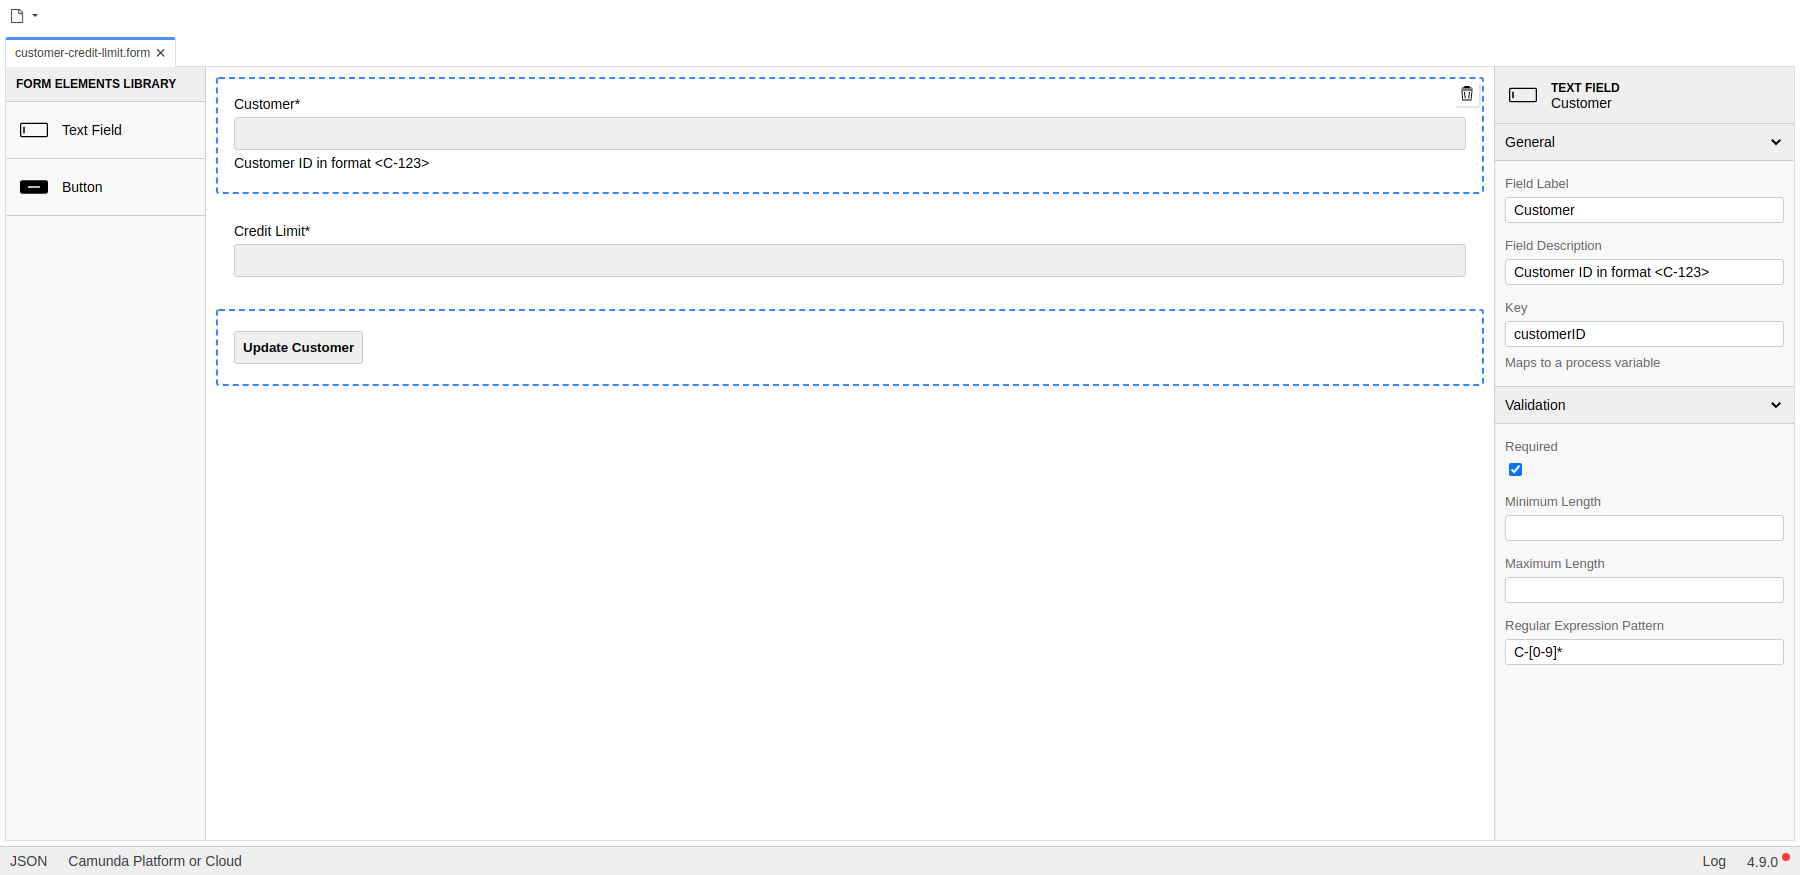 customer-credit-limit.form
FORM ELEMENTS LIBRARY
Text Field
Button
Customer*
Customer ID in format <C-123>
Credit Limit*
Update Customer
TEXT FIELD
Customer
General
Field Label
Customer
Field Description
Customer ID in format <C-123>
Key
customerID
Maps to a process variable
Validation
Required
Minimum Length
Maximum Length
Regular Expression Pattern
C-[0-9]*
JSON Camunda Platform or Cloud Log 4.9.0